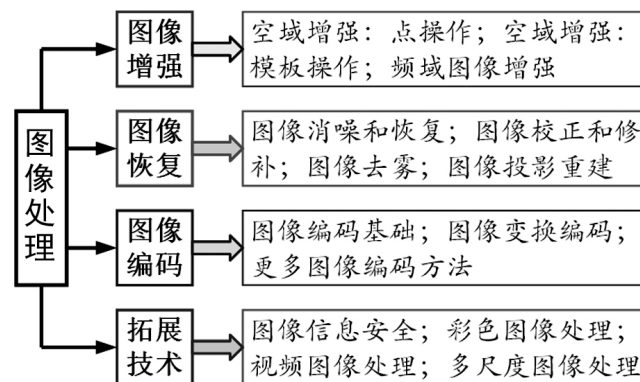 图像处理
图像
增强
空域增强：点操作；空域增强：
模板操作；频域图像增强
图像
恢复
图像消噪和恢复；图像校正和修
补；图像去雾；图像投影重建
图像
编码
图像编码基础；图像变换编码；
更多图像编码方法
拓展
技术
图像信息安全；彩色图像处理；
视频图像处理；多尺度图像处理